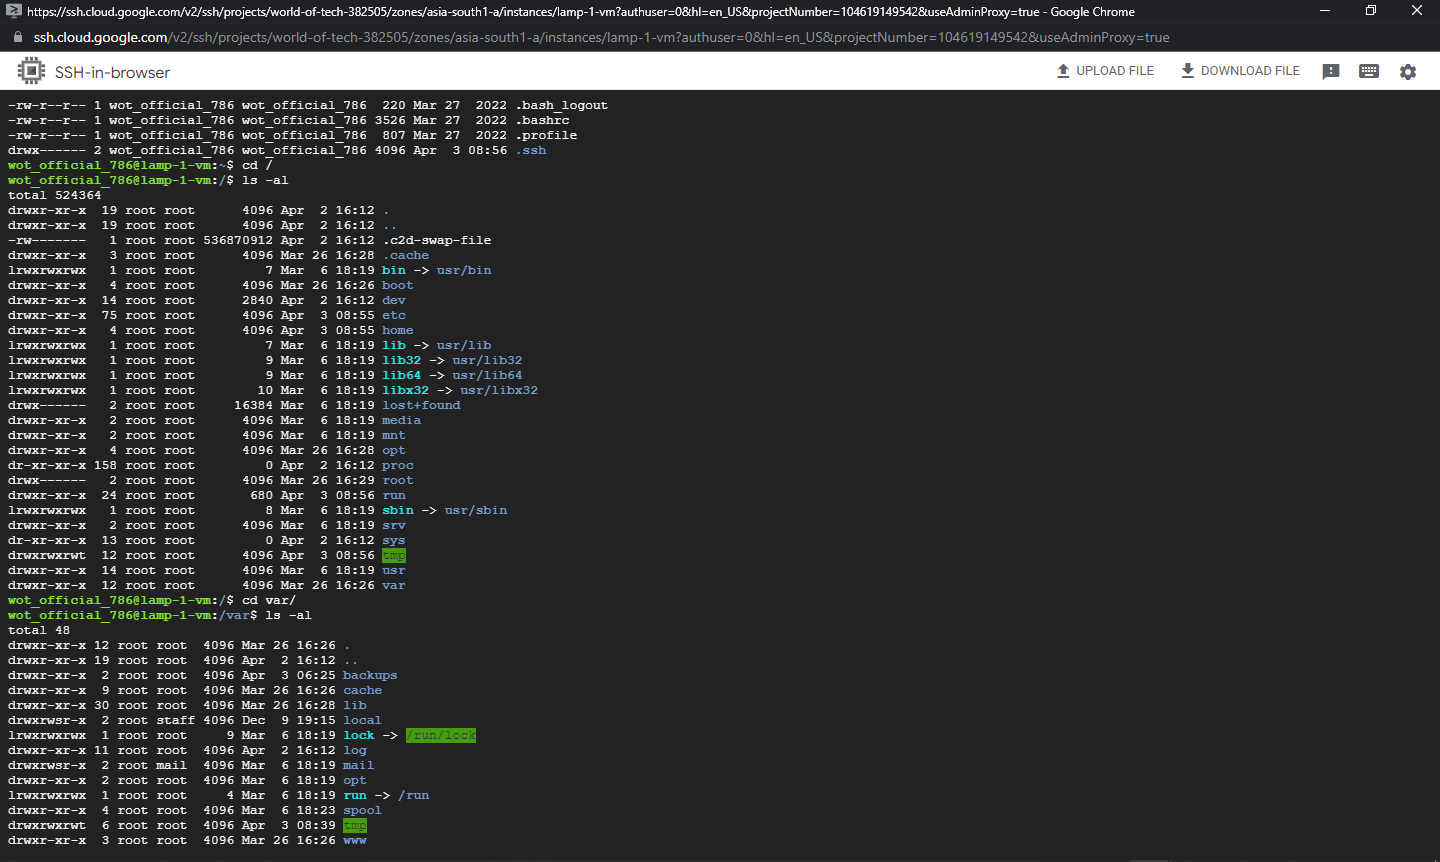 https://ssh.cloud.google.com/v2/ssh/projects/world-of-tech-382505/zones/asia-south1-a/instances/lamp-1-vm?authuser=0&hl=en_US&projectNumber=104619149542&useAdminProxy=true - Google Chrome
ssh.cloud.google.com/v2/ssh/projects/world-of-tech-382505/zones/asia-south1-a/instances/lamp-1-vm?authuser=0&hl=en_US&projectNumber=104619149542&useAdminProxy=true
SSH-in-browser UPLOAD FILE DOWNLOAD FILE
-rw-r--r-- 1 wot_official_786 wot_official_786  220 Mar 27  2022 .bash_logout
-rw-r--r-- 1 wot_official_786 wot_official_786 3526 Mar 27  2022 .bashrc
-rw-r--r-- 1 wot_official_786 wot_official_786  807 Mar 27  2022 .profile
drwx------ 2 wot_official_786 wot_official_786 4096 Apr  3 08:56 .ssh
wot_official_786@lamp-1-vm:~$ cd /
wot_official_786@lamp-1-vm:/$ ls -al
total 524364
drwxr-xr-x  19 root root      4096 Apr  2 16:12 .
drwxr-xr-x  19 root root      4096 Apr  2 16:12 ..
-rw-------   1 root root 536870912 Apr  2 16:12 .c2d-swap-file
drwxr-xr-x   3 root root      4096 Mar 26 16:28 .cache
lrwxrwxrwx   1 root root         7 Mar  6 18:19 bin -> usr/bin
drwxr-xr-x   4 root root      4096 Mar 26 16:26 boot
drwxr-xr-x  14 root root      2840 Apr  2 16:12 dev
drwxr-xr-x  75 root root      4096 Apr  3 08:55 etc
drwxr-xr-x   4 root root      4096 Apr  3 08:55 home
lrwxrwxrwx   1 root root         7 Mar  6 18:19 lib -> usr/lib
lrwxrwxrwx   1 root root         9 Mar  6 18:19 lib32 -> usr/lib32
lrwxrwxrwx   1 root root         9 Mar  6 18:19 lib64 -> usr/lib64
lrwxrwxrwx   1 root root        10 Mar  6 18:19 libx32 -> usr/libx32
drwx------   2 root root     16384 Mar  6 18:19 lost+found
drwxr-xr-x   2 root root      4096 Mar  6 18:19 media
drwxr-xr-x   2 root root      4096 Mar  6 18:19 mnt
drwxr-xr-x   4 root root      4096 Mar 26 16:28 opt
dr-xr-xr-x 158 root root         0 Apr  2 16:12 proc
drwx------   2 root root      4096 Mar 26 16:29 root
drwxr-xr-x  24 root root       680 Apr  3 08:56 run
lrwxrwxrwx   1 root root         8 Mar  6 18:19 sbin -> usr/sbin
drwxr-xr-x   2 root root      4096 Mar  6 18:19 srv
dr-xr-xr-x  13 root root         0 Apr  2 16:12 sys
drwxrwxrwt  12 root root      4096 Apr  3 08:56 tmp
drwxr-xr-x  14 root root      4096 Mar  6 18:19 usr
drwxr-xr-x  12 root root      4096 Mar 26 16:26 var
wot_official_786@lamp-1-vm:/$ cd var/
wot_official_786@lamp-1-vm:/var$ ls -al
total 48
drwxr-xr-x 12 root root  4096 Mar 26 16:26 .
drwxr-xr-x 19 root root  4096 Apr  2 16:12 ..
drwxr-xr-x  2 root root  4096 Apr  3 06:25 backups
drwxr-xr-x  9 root root  4096 Mar 26 16:26 cache
drwxr-xr-x 30 root root  4096 Mar 26 16:28 lib
drwxrwsr-x  2 root staff 4096 Dec  9 19:15 local
lrwxrwxrwx  1 root root     9 Mar  6 18:19 lock -> /run/lock
drwxr-xr-x 11 root root  4096 Apr  2 16:12 log
drwxrwsr-x  2 root mail  4096 Mar  6 18:19 mail
drwxr-xr-x  2 root root  4096 Mar  6 18:19 opt
lrwxrwxrwx  1 root root     4 Mar  6 18:19 run -> /run
drwxr-xr-x  4 root root  4096 Mar  6 18:23 spool
drwxrwxrwt  6 root root  4096 Apr  3 08:39 tmp
drwxr-xr-x  3 root root  4096 Mar 26 16:26 www